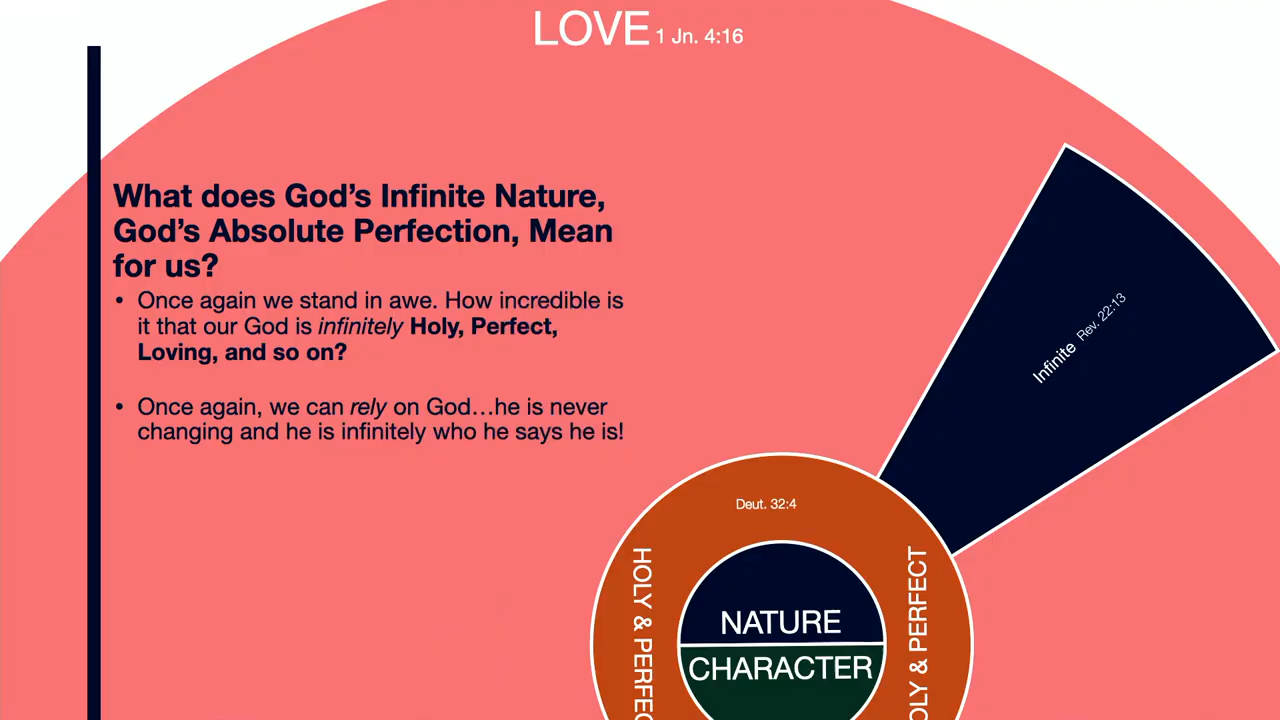 LOVE 1 Jn. 4:16
What does God’s Infinite Nature,
God’s Absolute Perfection, Mean
for us?
• Once again we stand in awe. How incredible is
it that our God is infinitely Holy, Perfect,
Loving, and so on?
• Once again, we can rely on God…he is never
changing and he is infinitely who he says he is!
Infinite Rev. 22:13
Deut. 32:4
HOLY & PERFEC
OLY & PERFECT
NATURE
CHARACTER